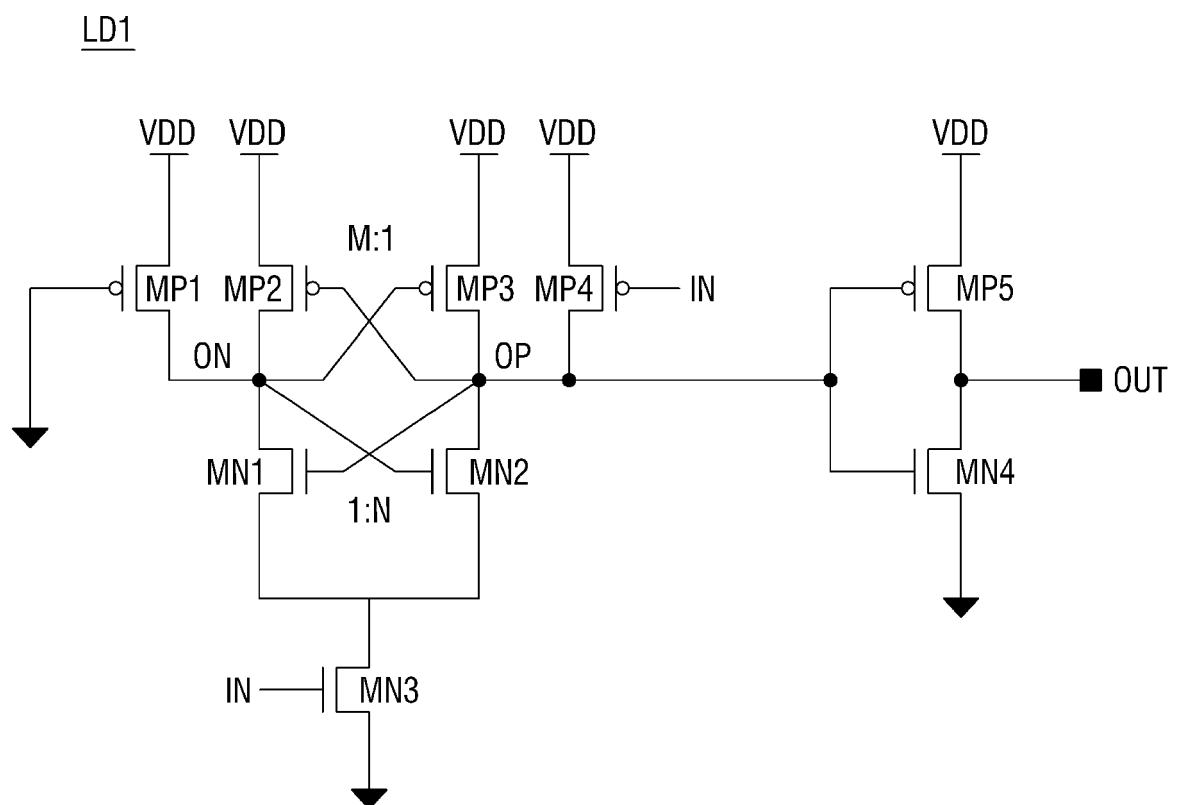 LD1
VDD VDD VDD VDD VDD
M:1
MP1 MP2 MP3 MP4 IN MP5
ON OP
OUT
MN1 MN2 MN4
1:N
IN MN3